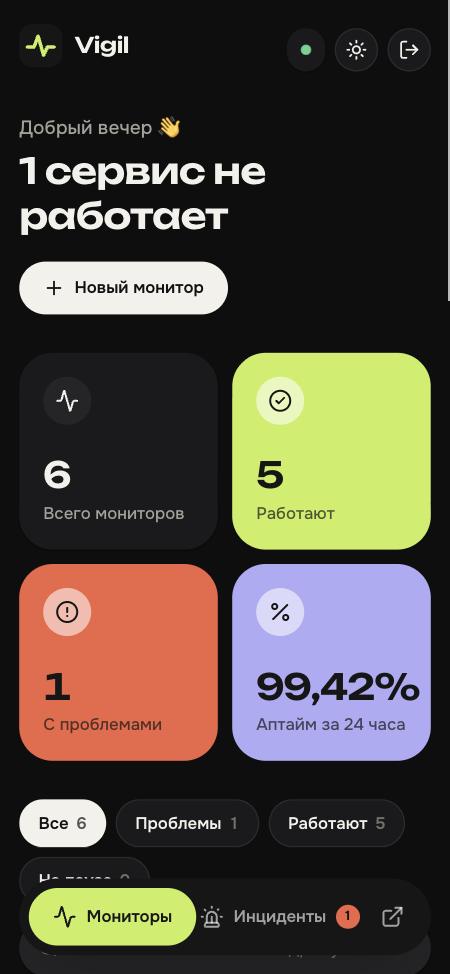 Vigil
Добрый вечер 👋
1 сервис не
работает
Новый монитор
6
Всего мониторов
5
Работают
1
С проблемами
99,42%
Аптайм за 24 часа
Все 6
Проблемы 1
Работают 5
Мониторы
Инциденты 1